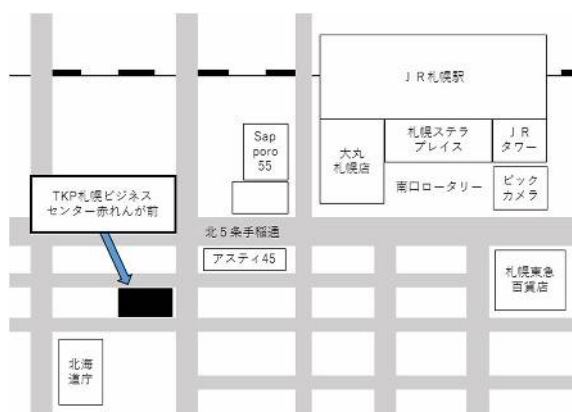 ＪＲ札幌駅
Sap
poro
55
大丸
札幌店
札幌ステラ
プレイス
ＪＲ
タワー
南口ロータリー
ビック
カメラ
TKP札幌ビジネス
センター赤れんが前
北５条手稲通
アスティ45
札幌東急
百貨店
北海
道庁